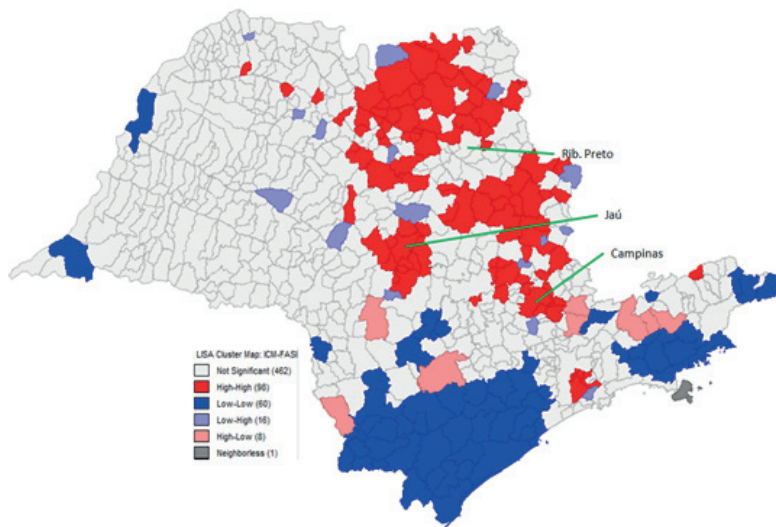 Rib. Preto
Jaú
Campinas
LISA Cluster Map: ICM-FASI
Not Significant (462)
High-High (98)
Low-Low (60)
Low-High (16)
High-Low (8)
Neighborless (1)